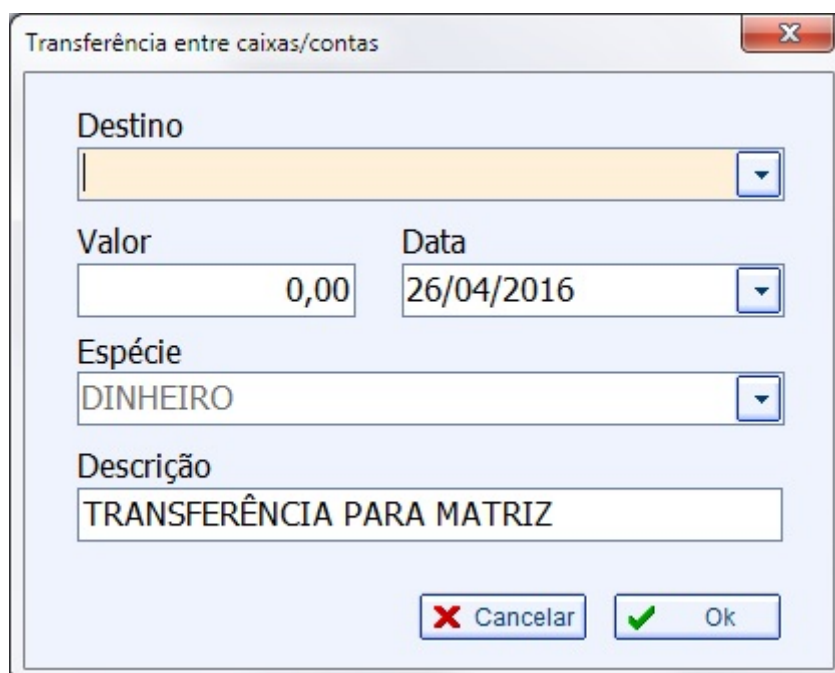 Transferência entre caixas/contas
Destino
Valor Data
0,00 26/04/2016
Espécie
DINHEIRO
Descrição
TRANSFERÊNCIA PARA MATRIZ
Cancelar Ok